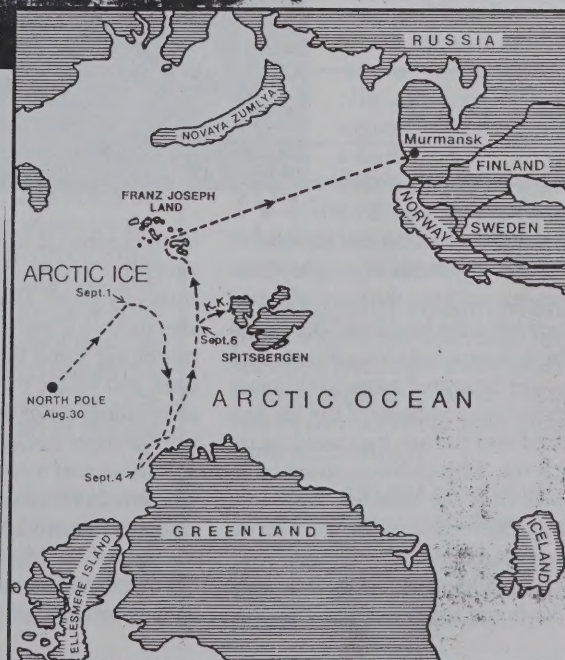 RUSSIA
NOVAYA ZUMLYA
Murmansk
FINLAND
NORWAY
SWEDEN
FRANZ JOSEPH
LAND
ARCTIC ICE
Sept.1
K.K.
Sept.6
SPITSBERGEN
NORTH POLE
Aug.30
ARCTIC OCEAN
Sept.4
GREENLAND
ELLESMERE ISLAND
ICELAND